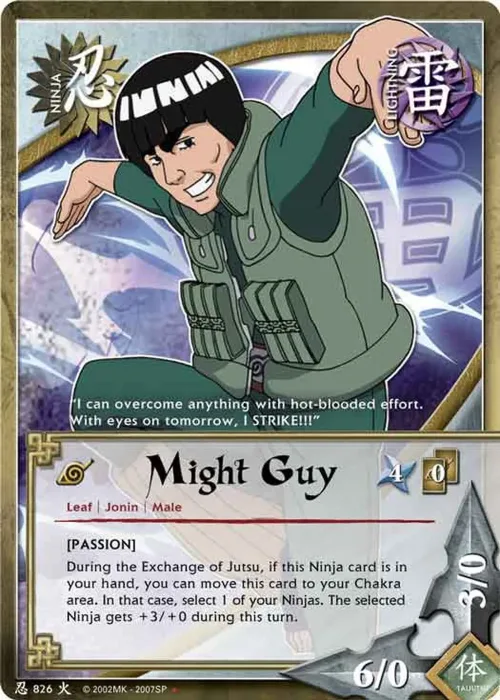 NINJA 忍
LIGHTNING 雷
"I can overcome anything with hot-blooded effort.
With eyes on tomorrow, I STRIKE!!!"
Might Guy
4 0
Leaf | Jonin | Male
[PASSION]
During the Exchange of Jutsu, if this Ninja card is in
your hand, you can move this card to your Chakra
area. In that case, select 1 of your Ninjas. The selected
Ninja gets +3/+0 during this turn.
3/0
6/0
体
TAIJUTSU
忍 826 火 © 2002MK - 2007SP